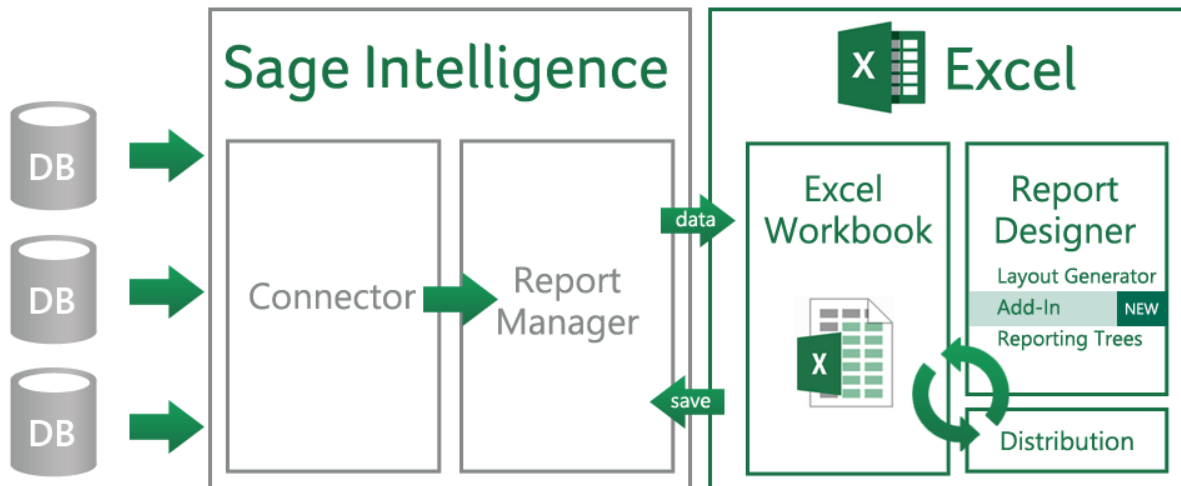 Sage Intelligence
X
Excel
DB
DB
DB
Connector
Report
Manager
data
save
Excel
Workbook
X
Report
Designer
Layout Generator
Add-In NEW
Reporting Trees
Distribution